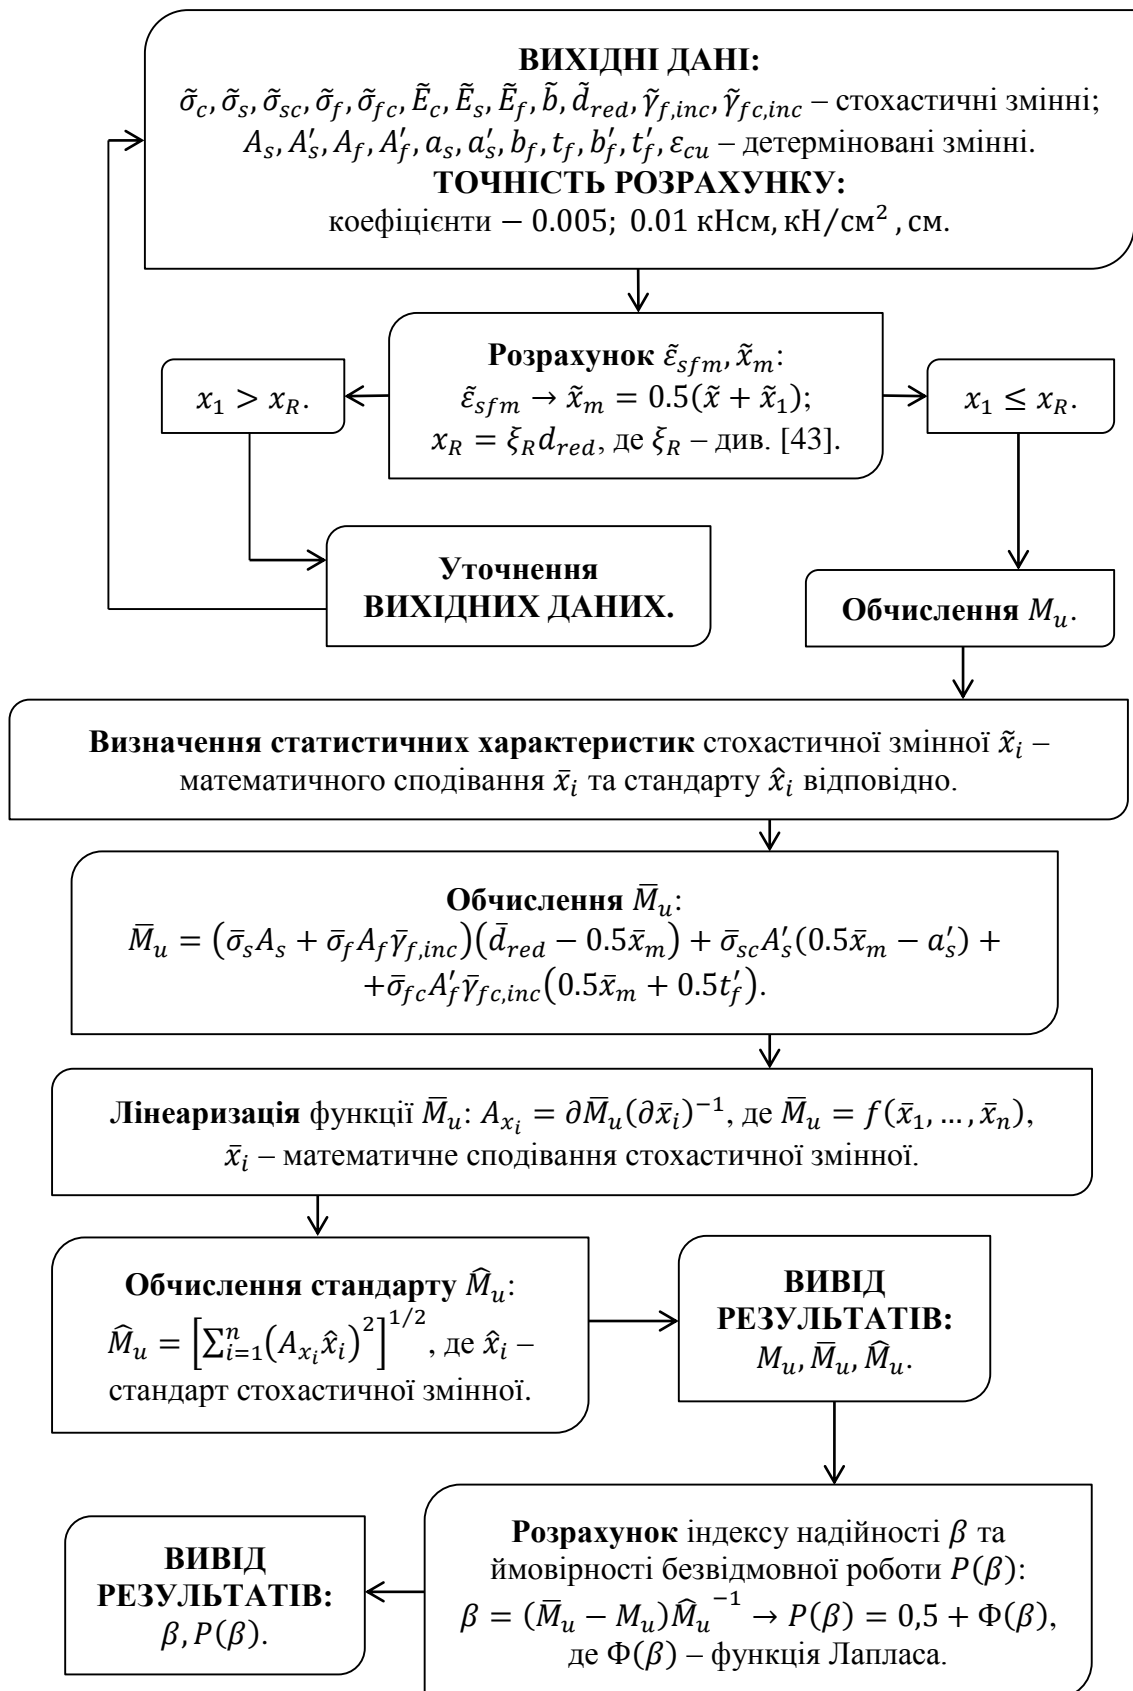 ВИХІДНІ ДАНІ:
σ̃_c, σ̃_s, σ̃_sc, σ̃_f, σ̃_fc, Ẽ_c, Ẽ_s, Ẽ_f, b̃, d̃_red, γ̃_f,inc, γ̃_fc,inc – стохастичні змінні;
A_s, A′_s, A_f, A′_f, a_s, a′_s, b_f, t_f, b′_f, t′_f, ε_cu – детерміновані змінні.
ТОЧНІСТЬ РОЗРАХУНКУ:
коефіцієнти − 0.005; 0.01 кНсм, кН/см² , см.
Розрахунок ε̃_sfm, x̃_m:
ε̃_sfm → x̃_m = 0.5(x̃ + x̃_1);
x_R = ξ_R d_red, де ξ_R – див. [43].
x_1 > x_R.
x_1 ≤ x_R.
Уточнення
ВИХІДНИХ ДАНИХ.
Обчислення M_u.
Визначення статистичних характеристик стохастичної змінної x̃_i –
математичного сподівання x̄_i та стандарту x̂_i відповідно.
Обчислення M̄_u:
M̄_u = (σ̄_s A_s + σ̄_f A_f γ̄_f,inc)(d̄_red − 0.5x̄_m) + σ̄_sc A′_s(0.5x̄_m − a′_s) +
+σ̄_fc A′_f γ̄_fc,inc(0.5x̄_m + 0.5t′_f).
Лінеаризація функції M̄_u: A_x_i = ∂M̄_u(∂x̄_i)⁻¹, де M̄_u = f(x̄_1, …, x̄_n),
x̄_i – математичне сподівання стохастичної змінної.
Обчислення стандарту M̂_u:
M̂_u = [∑ⁿ_i=1(A_x_i x̂_i)²]^1/2, де x̂_i –
стандарт стохастичної змінної.
ВИВІД
РЕЗУЛЬТАТІВ:
M_u, M̄_u, M̂_u.
Розрахунок індексу надійності β та
ймовірності безвідмовної роботи P(β):
β = (M̄_u − M_u)M̂_u⁻¹ → P(β) = 0,5 + Φ(β),
де Φ(β) – функція Лапласа.
ВИВІД
РЕЗУЛЬТАТІВ:
β, P(β).